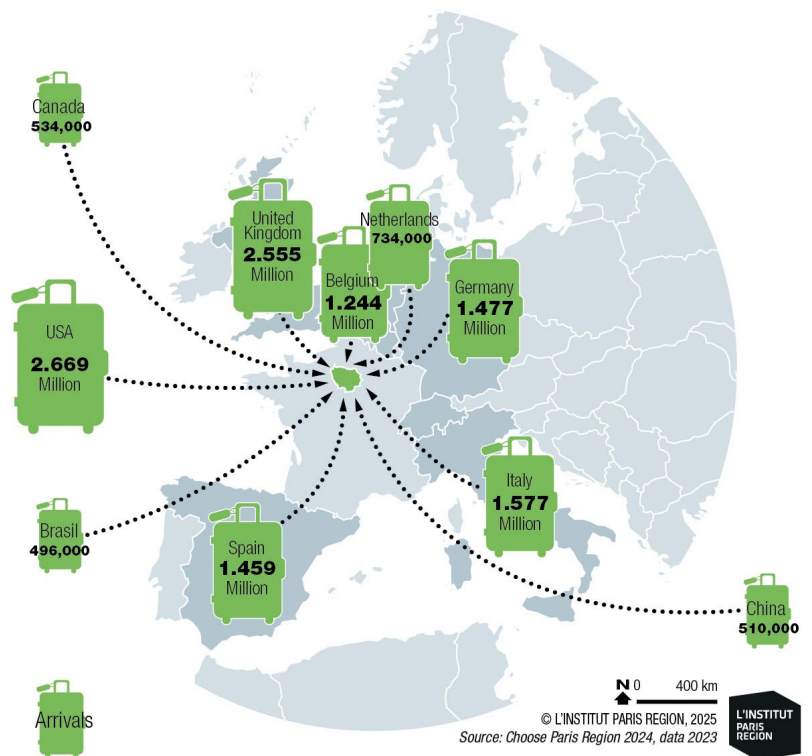 Canada
534,000
United
Kingdom
2.555
Million
Netherlands
734,000
Belgium
1.244
Million
Germany
1.477
Million
USA
2.669
Million
Italy
1.577
Million
Brasil
496,000
Spain
1.459
Million
China
510,000
Arrivals
N 0 400 km
© L'INSTITUT PARIS REGION, 2025
Source: Choose Paris Region 2024, data 2023
L'INSTITUT
PARIS
REGION